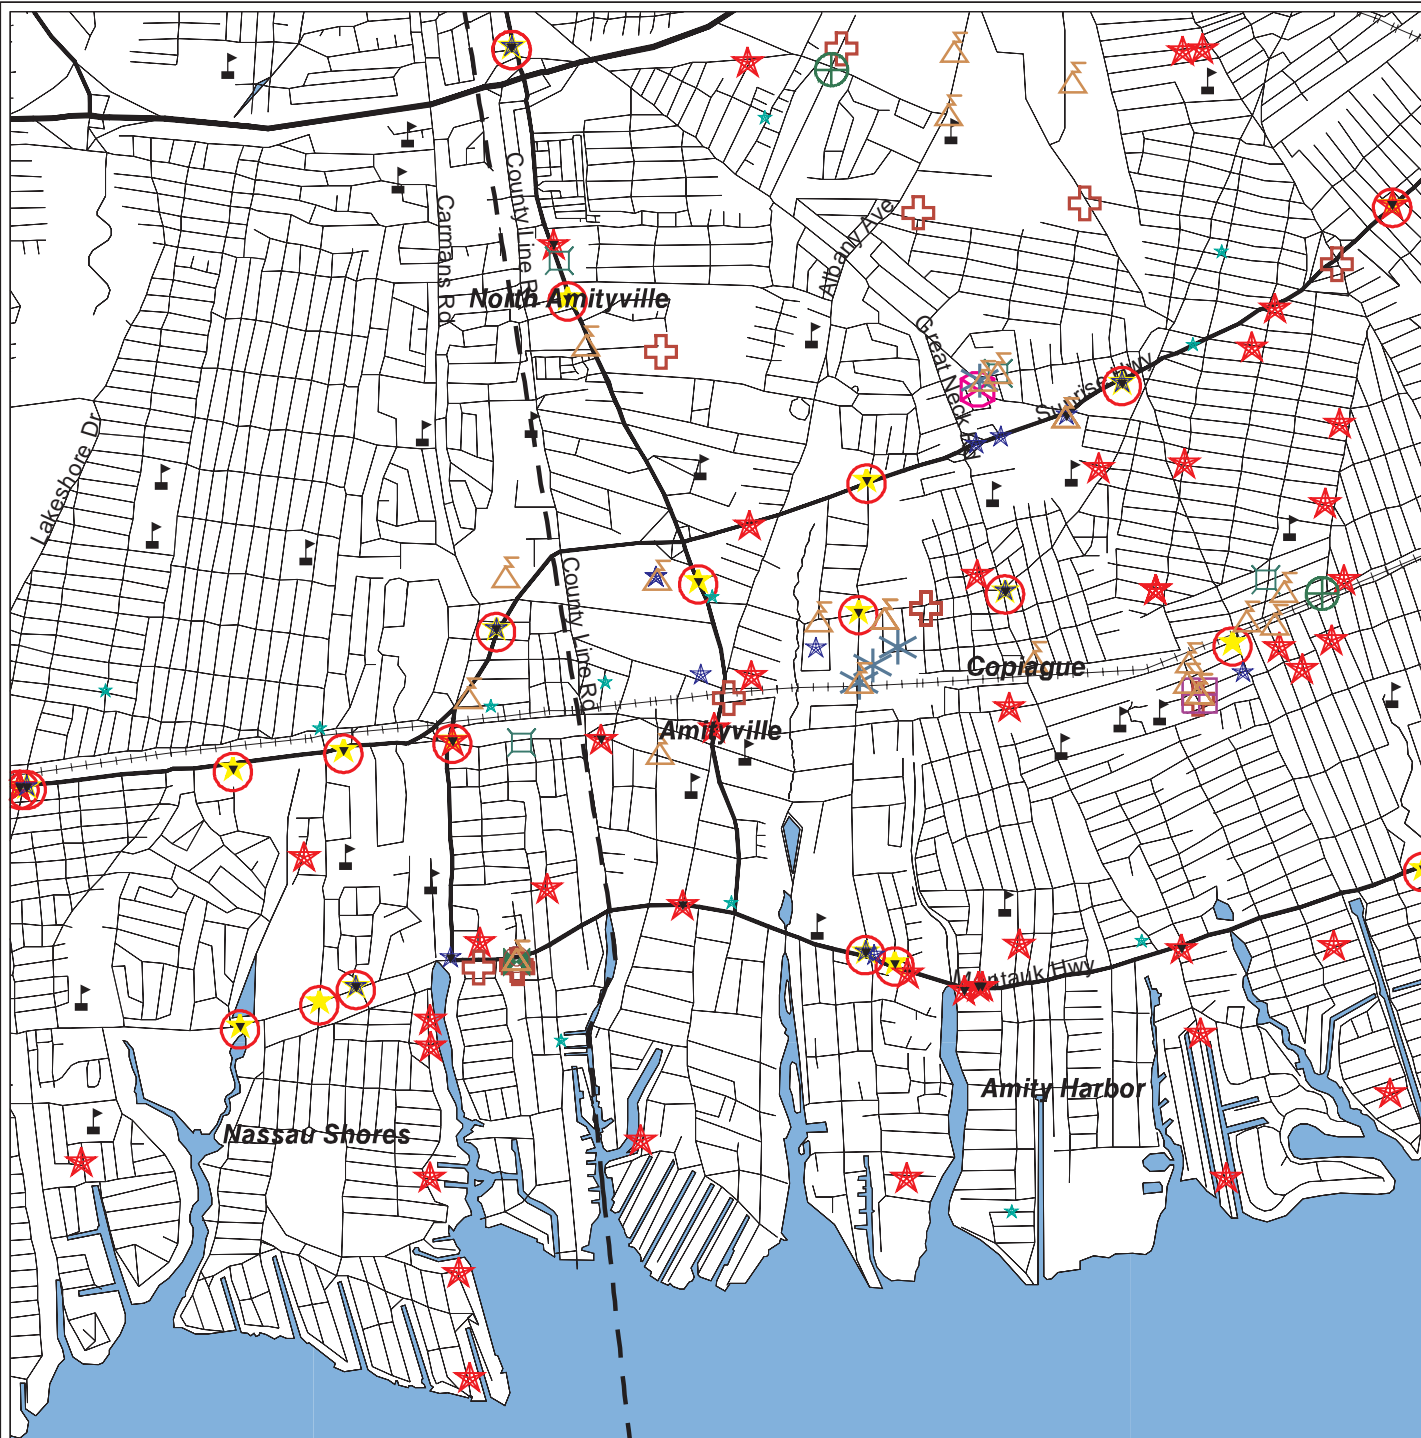 County Line Rd
Carmans Rd
Albany Ave
North Amityville
Great Neck Rd
Sunrise Hwy
Lakeshore Dr
County Line Rd
Copiague
Amityville
Montauk Hwy
Amity Harbor
Nassau Shores